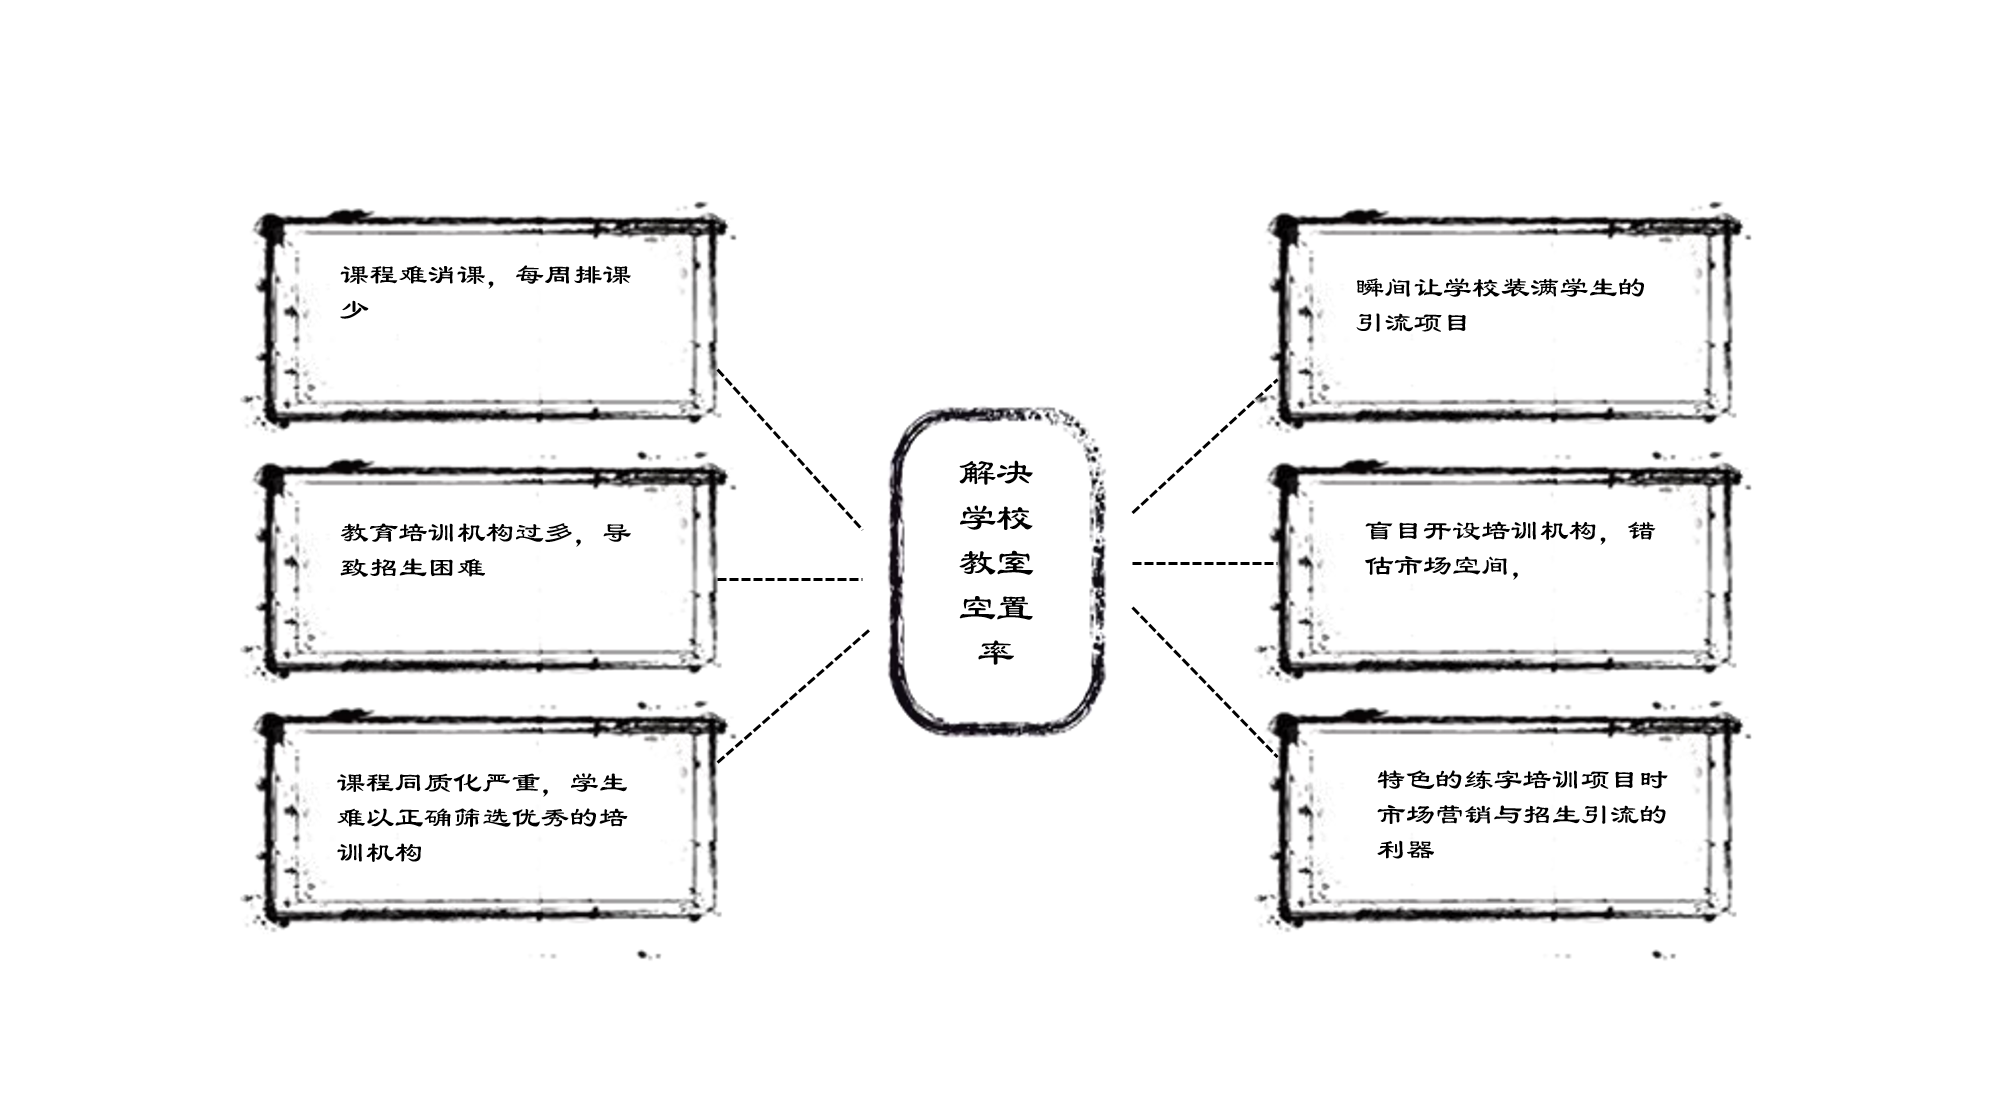 课程难消课，每周排课
少
教育培训机构过多，导
致招生困难
课程同质化严重，学生
难以正确筛选优秀的培
训机构
解决
学校
教室
空置
率
瞬间让学校装满学生的
引流项目
盲目开设培训机构，错
估市场空间，
特色的练字培训项目时
市场营销与招生引流的
利器